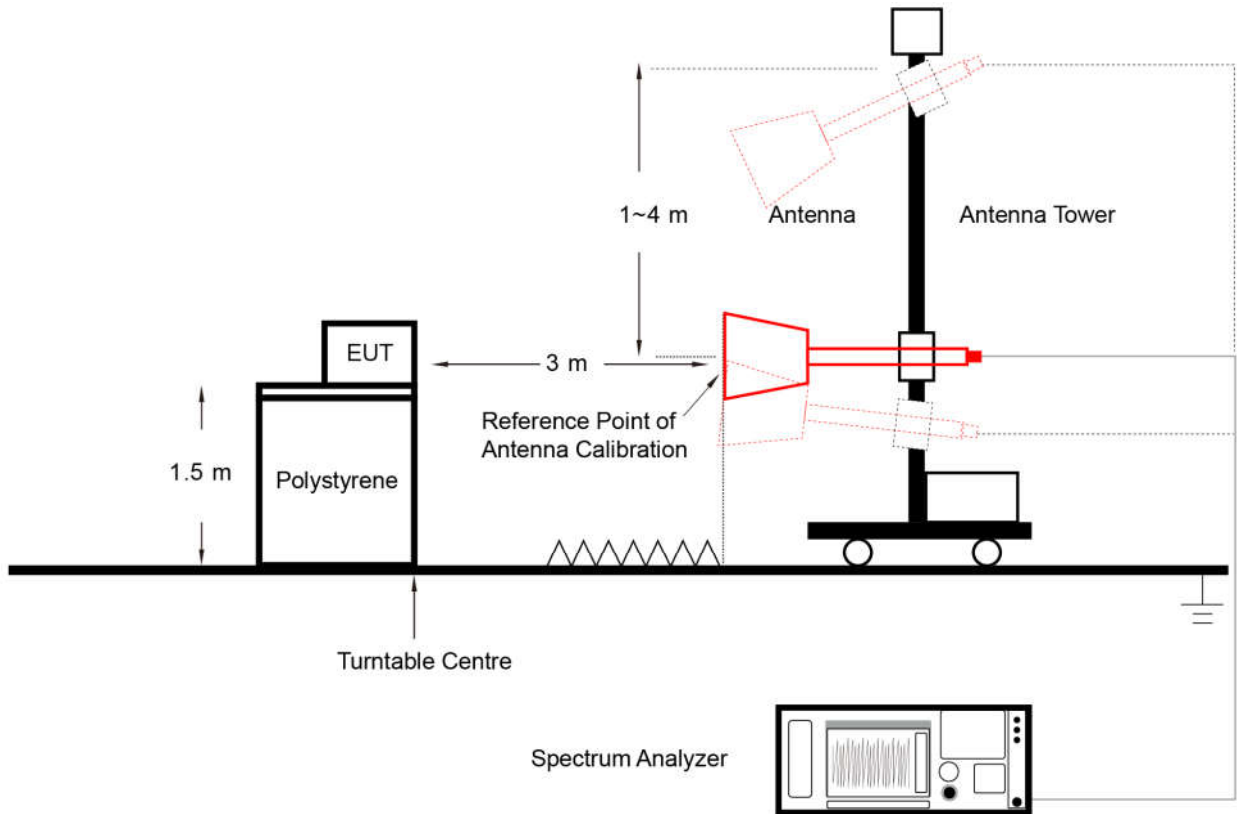 1~4 m
Antenna
Antenna Tower
EUT
3 m
Reference Point of
Antenna Calibration
1.5 m
Polystyrene
Turntable Centre
Spectrum Analyzer